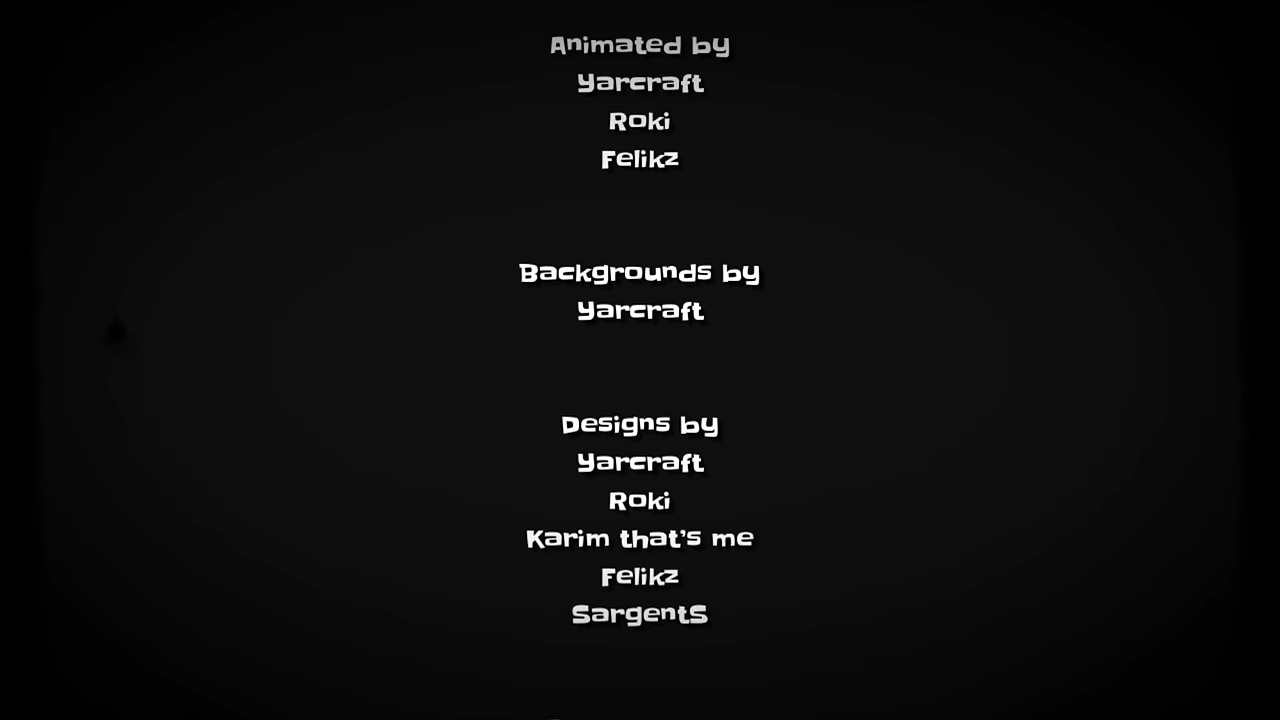 Animated by
Yarcraft
Roki
Felikz
Backgrounds by
Yarcraft
Designs by
Yarcraft
Roki
Karim that's me
Felikz
SargentS